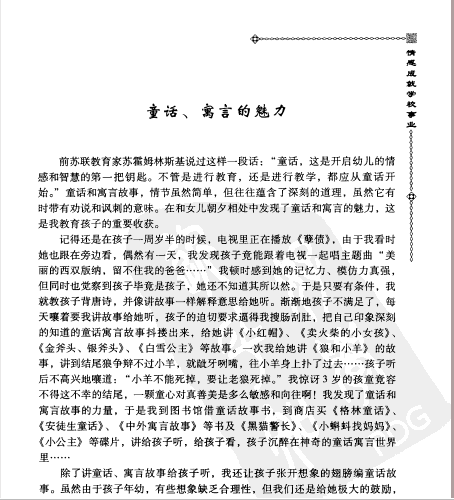 情感成就学校事业
童话、寓言的魅力
前苏联教育家苏霍姆林斯基说过这样一段话：“童话，这是开启幼儿的情
感和智慧的第一把钥匙。不管是进行教育，还是进行教学，都应从童话开
始。”童话和寓言故事，情节虽然简单，但往往蕴含了深刻的道理，虽然它有
时带有劝说和讽刺的意味。在和女儿朝夕相处中发现了童话和寓言的魅力，这
是我教育孩子的重要收获。
记得还是在孩子一周岁半的时候，电视里正在播放《孽债》，由于我看时
她也跟在旁边看，偶然有一天，我发现孩子竟能跟着电视一起唱主题曲“美
丽的西双版纳，留不住我的爸爸……”我顿时感到她的记忆力、模仿力真强，
但同时也觉察到孩子毕竟是孩子，她还不知道其所以然。于是只要有条件，我
就教孩子背唐诗，并像讲故事一样解释意思给她听。渐渐地孩子不满足了，每
天嚷着要我讲故事给她听，孩子的迫切要求逼得我搜肠刮肚，把自己印象深刻
的知道的童话寓言故事抖搂出来，给她讲《小红帽》、《卖火柴的小女孩》、
《金斧头、银斧头》、《白雪公主》等故事。一次我给她讲《狼和小羊》的故
事，讲到结尾狼争辩不过小羊，就龇牙咧嘴，往小羊身上扑了过去……孩子听
后不高兴地嚷道：“小羊不能死掉，要让老狼死掉。”我惊讶3岁的孩童竟容
不得这不幸的结尾，一颗童心对真善美是多么敏感和向往啊！我发现了童话和
寓言故事的力量，于是我到图书馆借童话故事书，到商店买《格林童话》、
《安徒生童话》、《中外寓言故事》等书及《黑猫警长》、《小蝌蚪找妈妈》、
《小公主》等碟片，讲给孩子听，给孩子看，孩子沉醉在神奇的童话寓言世界
里……
除了讲童话、寓言故事给孩子听，我还让孩子张开想象的翅膀编童话故
事。虽然由于孩子年幼，有些想象缺乏合理性，但我们还是给她极大的鼓励，